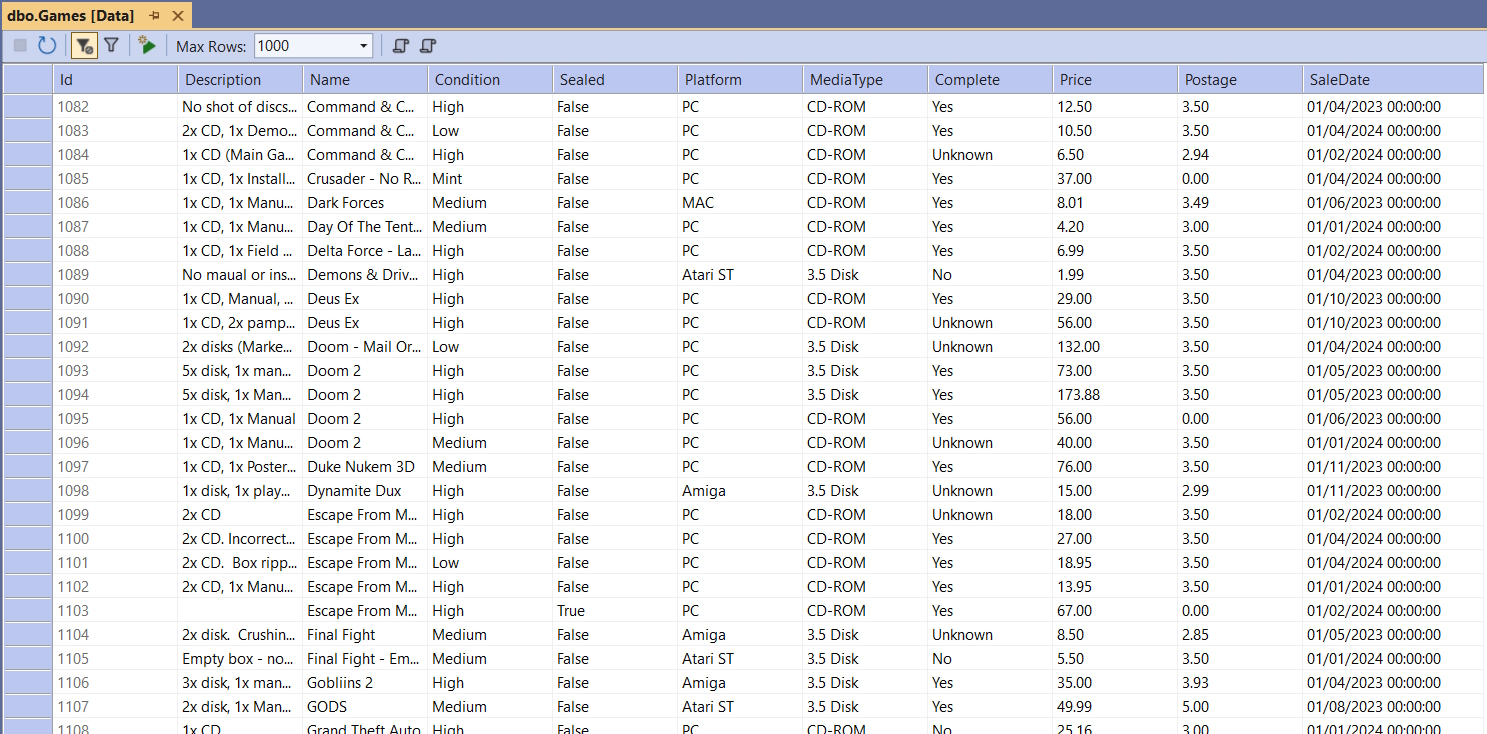 dbo.Games [Data]
Max Rows: 1000
Id Description Name Condition Sealed Platform MediaType Complete Price Postage SaleDate
1082 No shot of discs... Command & C... High False PC CD-ROM Yes 12.50 3.50 01/04/2023 00:00:00
1083 2x CD, 1x Demo... Command & C... Low False PC CD-ROM Yes 10.50 3.50 01/04/2024 00:00:00
1084 1x CD (Main Ga... Command & C... High False PC CD-ROM Unknown 6.50 2.94 01/02/2024 00:00:00
1085 1x CD, 1x Install... Crusader - No R... Mint False PC CD-ROM Yes 37.00 0.00 01/04/2024 00:00:00
1086 1x CD, 1x Manu... Dark Forces Medium False MAC CD-ROM Yes 8.01 3.49 01/06/2023 00:00:00
1087 1x CD, 1x Manu... Day Of The Tent... Medium False PC CD-ROM Yes 4.20 3.00 01/01/2024 00:00:00
1088 1x CD, 1x Field ... Delta Force - La... High False PC CD-ROM Yes 6.99 3.50 01/02/2024 00:00:00
1089 No maual or ins... Demons & Driv... High False Atari ST 3.5 Disk No 1.99 3.50 01/04/2023 00:00:00
1090 1x CD, Manual, ... Deus Ex High False PC CD-ROM Yes 29.00 3.50 01/10/2023 00:00:00
1091 1x CD, 2x pamp... Deus Ex High False PC CD-ROM Unknown 56.00 3.50 01/10/2023 00:00:00
1092 2x disks (Marke... Doom - Mail Or... Low False PC 3.5 Disk Unknown 132.00 3.50 01/04/2024 00:00:00
1093 5x disk, 1x man... Doom 2 High False PC 3.5 Disk Yes 73.00 3.50 01/05/2023 00:00:00
1094 5x disk, 1x Man... Doom 2 High False PC 3.5 Disk Yes 173.88 3.50 01/05/2023 00:00:00
1095 1x CD, 1x Manual Doom 2 High False PC CD-ROM Yes 56.00 0.00 01/06/2023 00:00:00
1096 1x CD, 1x Manu... Doom 2 Medium False PC CD-ROM Unknown 40.00 3.50 01/01/2024 00:00:00
1097 1x CD, 1x Poster... Duke Nukem 3D Medium False PC CD-ROM Yes 76.00 3.50 01/11/2023 00:00:00
1098 1x disk, 1x play... Dynamite Dux High False Amiga 3.5 Disk Unknown 15.00 2.99 01/11/2023 00:00:00
1099 2x CD Escape From M... High False PC CD-ROM Unknown 18.00 3.50 01/02/2024 00:00:00
1100 2x CD. Incorrect... Escape From M... High False PC CD-ROM Yes 27.00 3.50 01/04/2024 00:00:00
1101 2x CD.  Box ripp... Escape From M... Low False PC CD-ROM Yes 18.95 3.50 01/04/2024 00:00:00
1102 2x CD, 1x Manu... Escape From M... High False PC CD-ROM Yes 13.95 3.50 01/01/2024 00:00:00
1103 Escape From M... High True PC CD-ROM Yes 67.00 0.00 01/02/2024 00:00:00
1104 2x disk.  Crushin... Final Fight Medium False Amiga 3.5 Disk Unknown 8.50 2.85 01/05/2023 00:00:00
1105 Empty box - no... Final Fight - Em... Medium False Atari ST 3.5 Disk No 5.50 3.50 01/01/2024 00:00:00
1106 3x disk, 1x man... Gobliins 2 High False Amiga 3.5 Disk Yes 35.00 3.93 01/04/2023 00:00:00
1107 2x disk, 1x Man... GODS Medium False Atari ST 3.5 Disk Yes 49.99 5.00 01/08/2023 00:00:00
1108 1x CD Grand Theft Auto High False PC CD-ROM No 25.16 3.00 01/01/2024 00:00:00